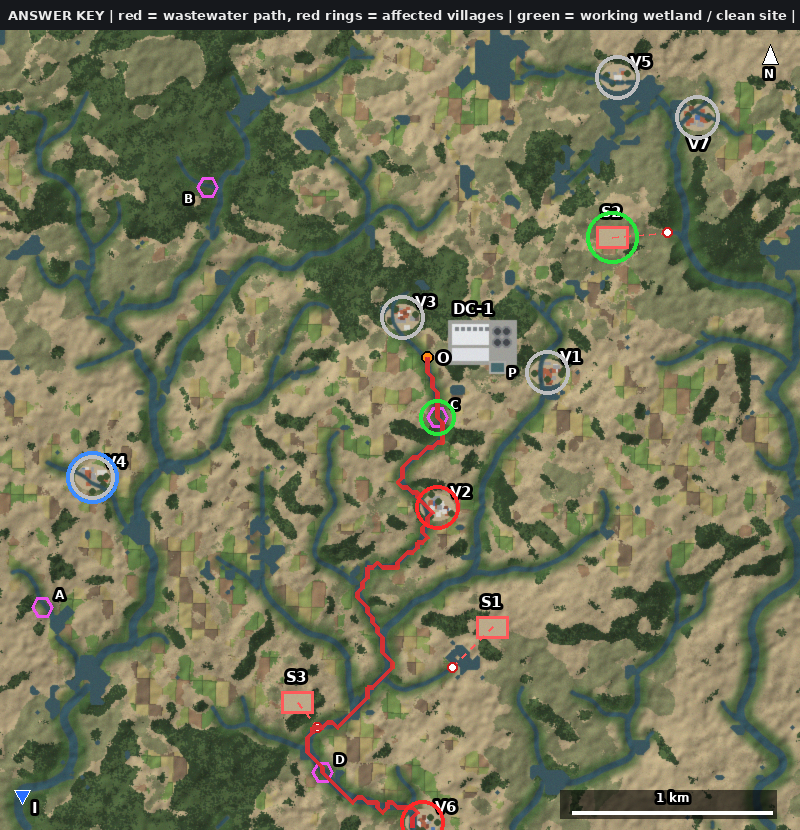 ANSWER KEY | red = wastewater path, red rings = affected villages | green = working wetland / clean site |
V5
N
V7
B
S2
V3
DC-1
O
P
V1
C
V4
V2
A
S1
S3
D
1 km
I
V6